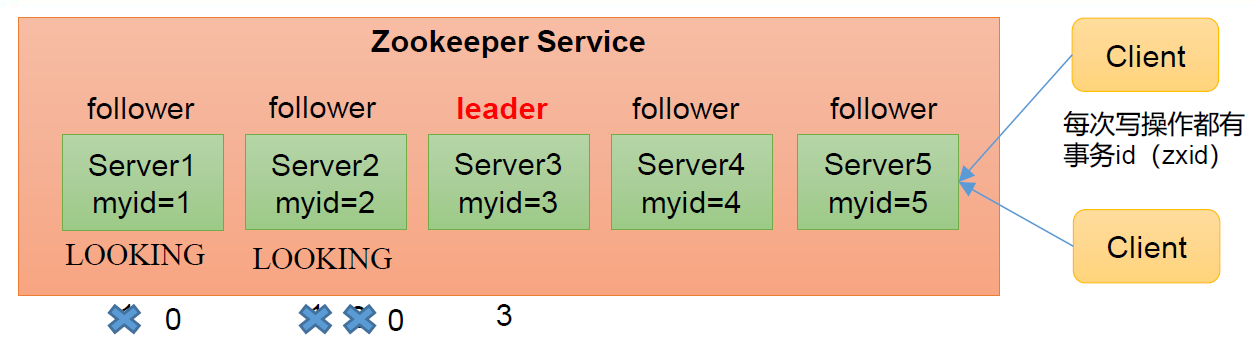 Zookeeper Service
follower
follower
leader
follower
follower
Server1
myid=1
Server2
myid=2
Server3
myid=3
Server4
myid=4
Server5
myid=5
LOOKING
LOOKING
0
0
3
Client
每次写操作都有
事务id（zxid）
Client